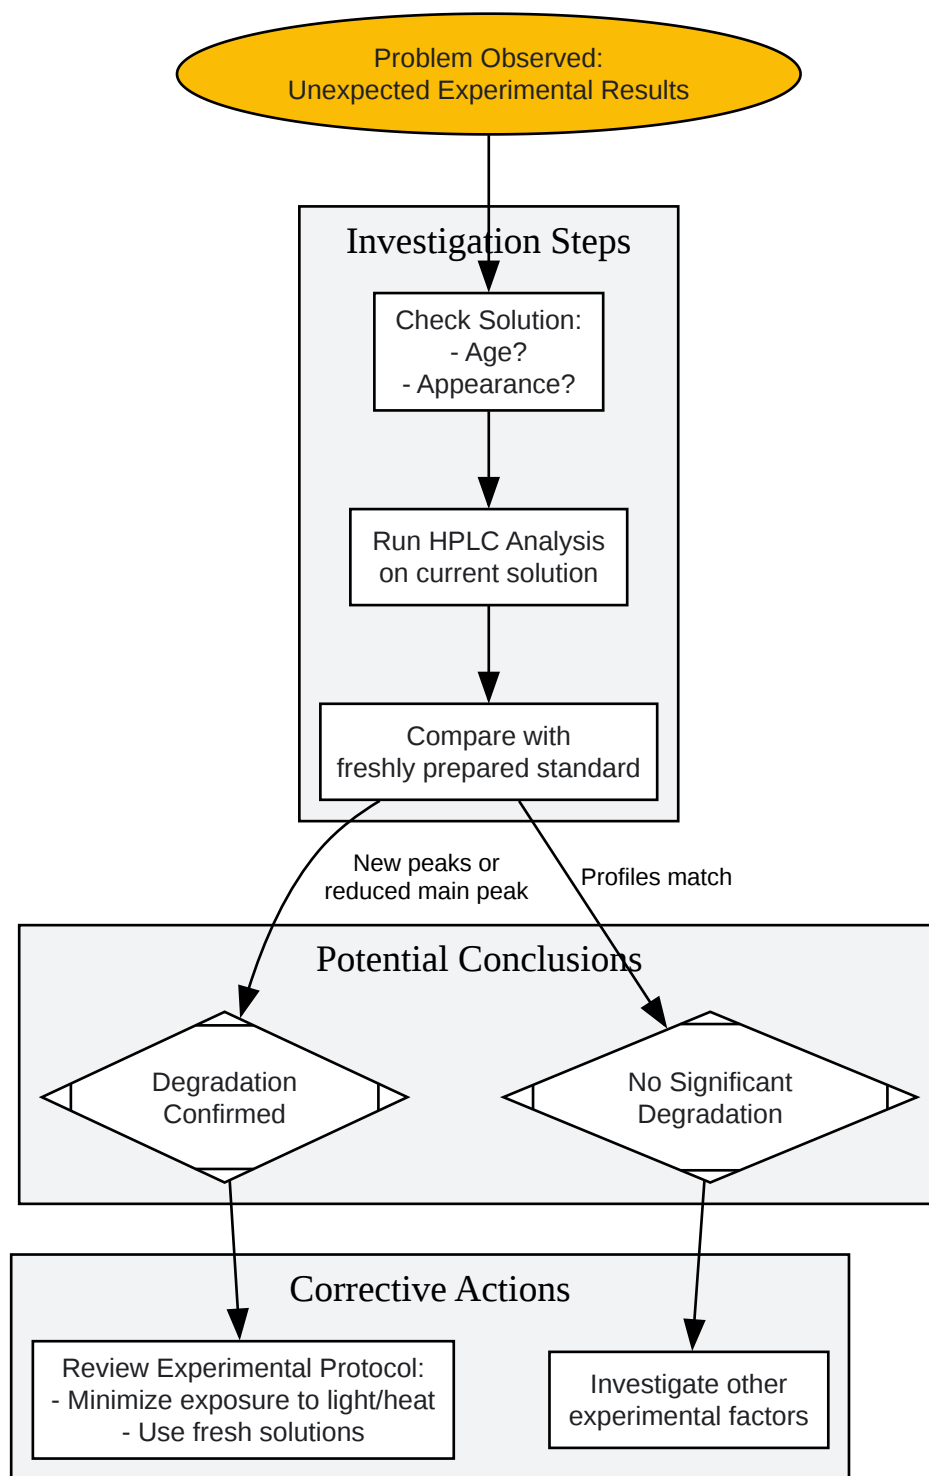 Problem Observed:
Unexpected Experimental Results
Investigation Steps
Check Solution:
- Age?
- Appearance?
Run HPLC Analysis
on current solution
Compare with
freshly prepared standard
New peaks or
reduced main peak
Profiles match
Potential Conclusions
Degradation
Confirmed
No Significant
Degradation
Corrective Actions
Review Experimental Protocol:
- Minimize exposure to light/heat
- Use fresh solutions
Investigate other
experimental factors